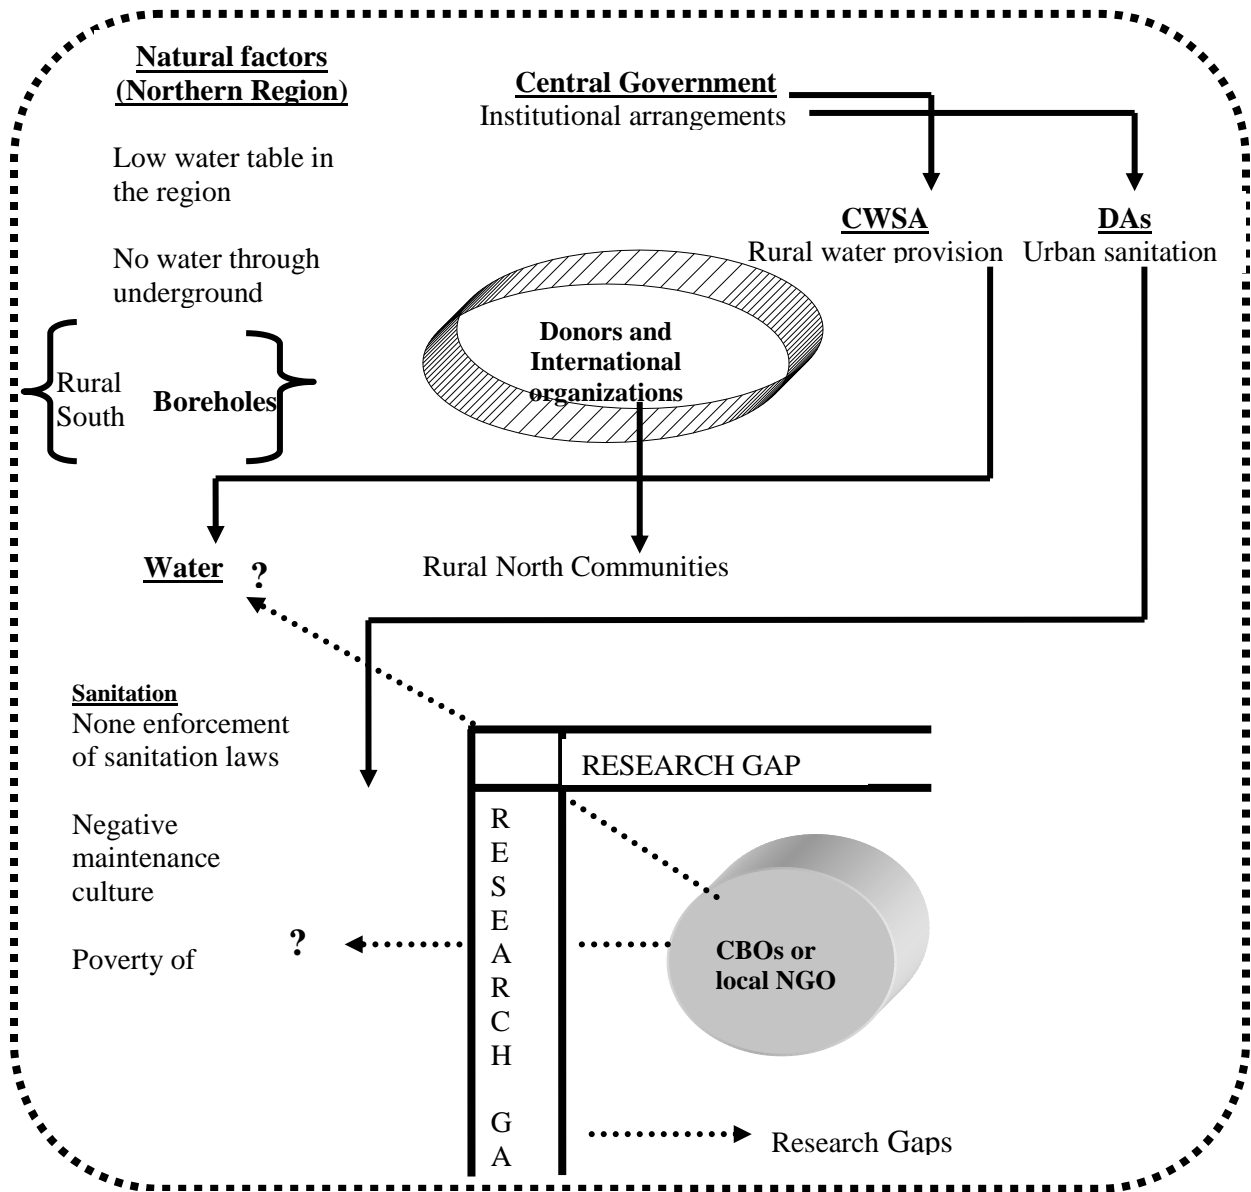 Natural factors
(Northern Region)
Low water table in
the region
No water through
underground
Rural
South
Boreholes
Central Government
Institutional arrangements
CWSA
Rural water provision
DAs
Urban sanitation
Donors and
International
organizations
Water ?
Rural North Communities
Sanitation
None enforcement
of sanitation laws
Negative
maintenance
culture
Poverty of
?
RESEARCH GAP
R
E
S
E
A
R
C
H
G
A
CBOs or
local NGO
Research Gaps